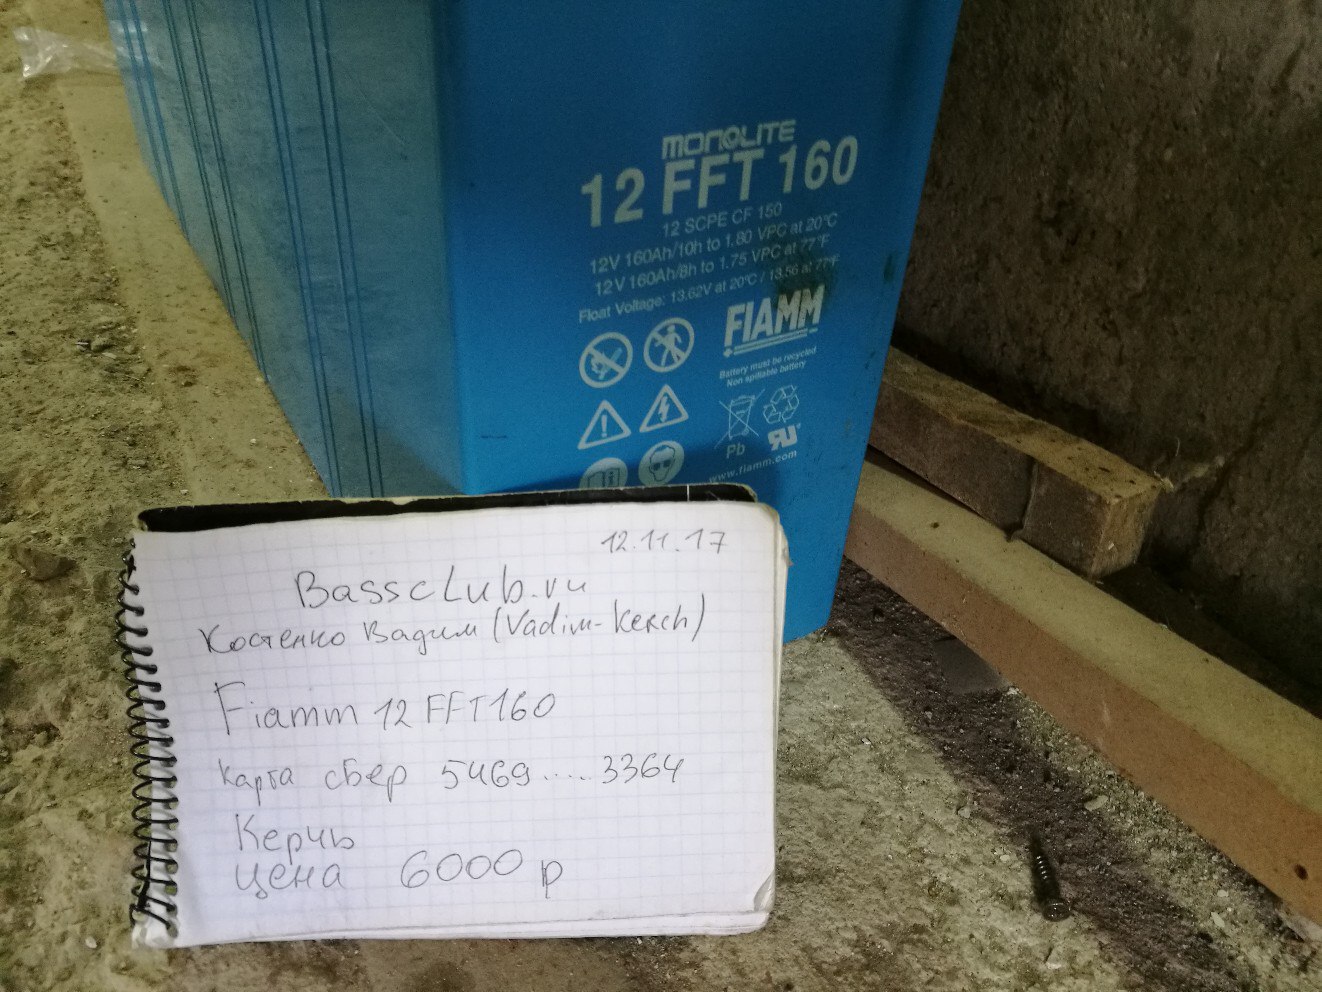 MONOLITE
12 FFT 160
12 SCPE CF 150
12V 160Ah/10h to 1.80 VPC at 20°C
12V 160Ah/8h to 1.75 VPC at 77°F
Float Voltage: 13.62V at 20°C / 13.56 at 77°F
FIAMM
Battery must be recycled
Non spillable battery
Pb
www.fiamm.com
12.11.17
Bassclub.ru
Костенко Вадим (Vadim-Kerch)
Fiamm 12 FFT160
карта сбер 5469.....3364
Керчь
цена 6000 р